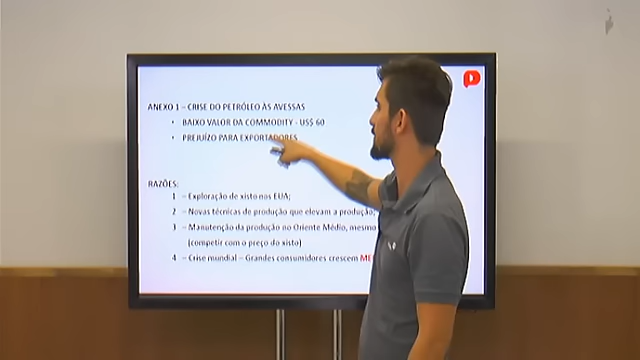 ANEXO 1 – CRISE DO PETRÓLEO ÀS AVESSAS
• BAIXO VALOR DA COMMODITY - US$ 60
• PREJUÍZO PARA EXPORTADORES
RAZÕES:
1 – Exploração de xisto nos EUA;
2 – Novas técnicas de produção que elevam a produção;
3 – Manutenção da produção no Oriente Médio, mesmo
(competir com o preço do xisto)
4 – Crise mundial – Grandes consumidores crescem